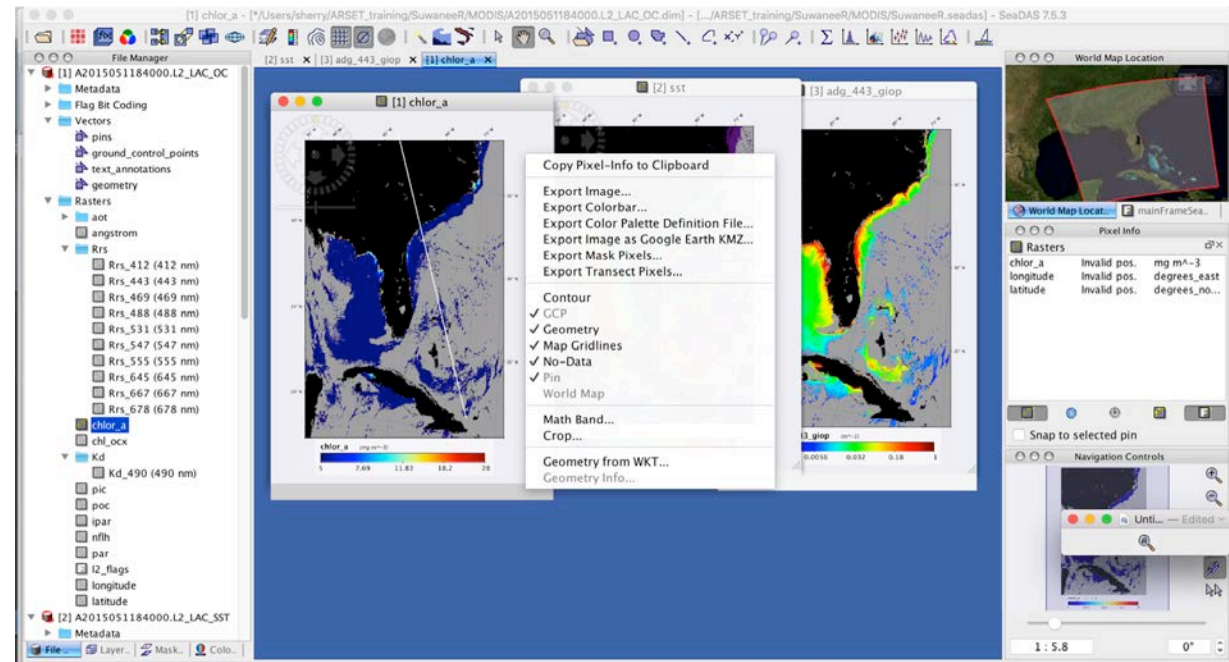 [1] chlor_a - [*/Users/sherry/ARSET_training/SuwaneeR/MODIS/A2015051184000.L2_LAC_OC.dim] - [.../ARSET_training/SuwaneeR/MODIS/SuwaneeR.seadas] - SeaDAS 7.5.3
File Manager
[1] A2015051184000.L2_LAC_OC
Metadata
Flag Bit Coding
Vectors
pins
ground_control_points
text_annotations
geometry
Rasters
aot
angstrom
Rrs
Rrs_412 (412 nm)
Rrs_443 (443 nm)
Rrs_469 (469 nm)
Rrs_488 (488 nm)
Rrs_531 (531 nm)
Rrs_547 (547 nm)
Rrs_555 (555 nm)
Rrs_645 (645 nm)
Rrs_667 (667 nm)
Rrs_678 (678 nm)
chlor_a
chl_ocx
Kd
Kd_490 (490 nm)
pic
poc
ipar
nflh
par
l2_flags
longitude
latitude
[2] A2015051184000.L2_LAC_SST
Metadata
File ..
Layer..
Mask..
Colo..
[2] sst
[3] adg_443_giop
[1] chlor_a
[1] chlor_a
chlor_a (mg m^-3)
5 7.69 11.83 18.2 28
[2] sst
[3] adg_443_giop
3_giop (m^-1)
0.0056 0.032 0.18 1
Copy Pixel-Info to Clipboard
Export Image...
Export Colorbar...
Export Color Palette Definition File...
Export Image as Google Earth KMZ...
Export Mask Pixels...
Export Transect Pixels...
Contour
✓ GCP
✓ Geometry
✓ Map Gridlines
✓ No-Data
✓ Pin
World Map
Math Band...
Crop...
Geometry from WKT...
Geometry Info...
World Map Location
World Map Locat..
mainFrameSea..
Pixel Info
Rasters
chlor_a Invalid pos. mg m^-3
longitude Invalid pos. degrees_east
latitude Invalid pos. degrees_no...
Snap to selected pin
Navigation Controls
Unti... — Edited
1 : 5.8
0°